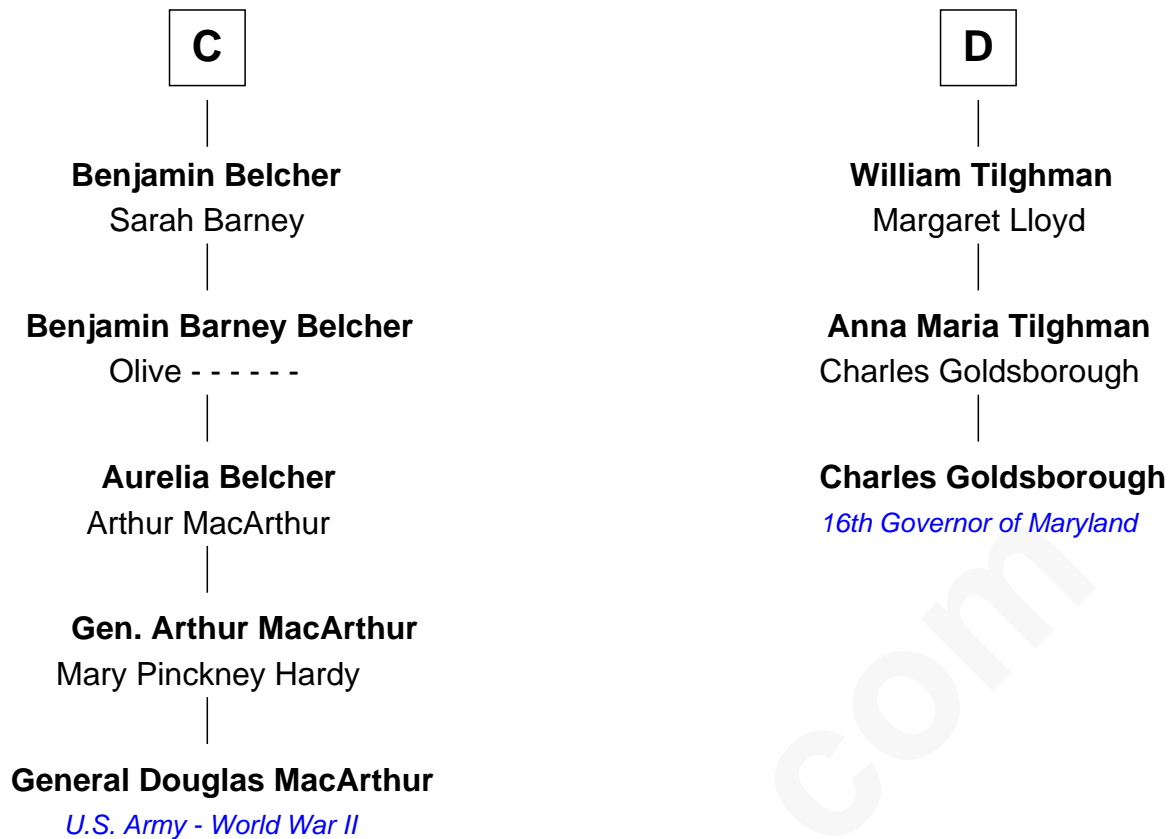 C
Benjamin Belcher
Sarah Barney
Benjamin Barney Belcher
Olive - - - - - -
Aurelia Belcher
Arthur MacArthur
Gen. Arthur MacArthur
Mary Pinckney Hardy
General Douglas MacArthur
U.S. Army - World War II
D
William Tilghman
Margaret Lloyd
Anna Maria Tilghman
Charles Goldsborough
Charles Goldsborough
16th Governor of Maryland
com